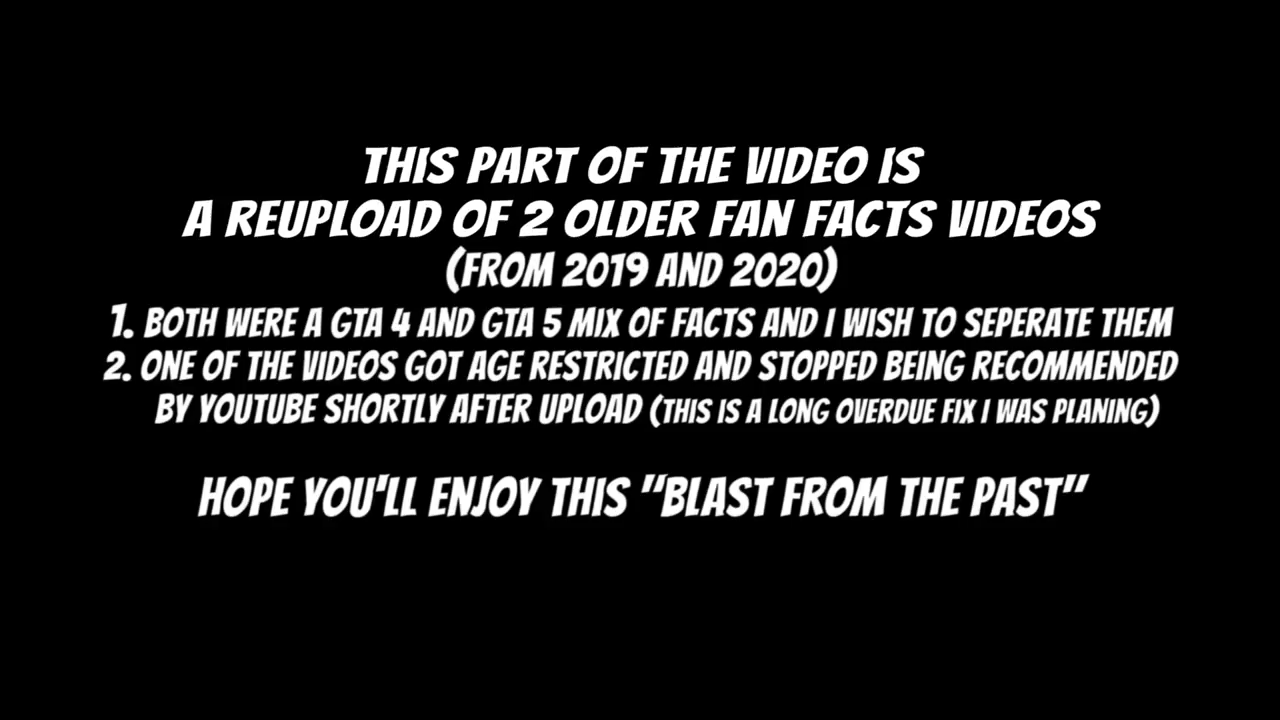 THIS PART OF THE VIDEO IS
A REUPLOAD OF 2 OLDER FAN FACTS VIDEOS
(FROM 2019 AND 2020)
1. BOTH WERE A GTA 4 AND GTA 5 MIX OF FACTS AND I WISH TO SEPERATE THEM
2. ONE OF THE VIDEOS GOT AGE RESTRICTED AND STOPPED BEING RECOMMENDED
BY YOUTUBE SHORTLY AFTER UPLOAD (THIS IS A LONG OVERDUE FIX I WAS PLANING)
HOPE YOU'LL ENJOY THIS "BLAST FROM THE PAST"